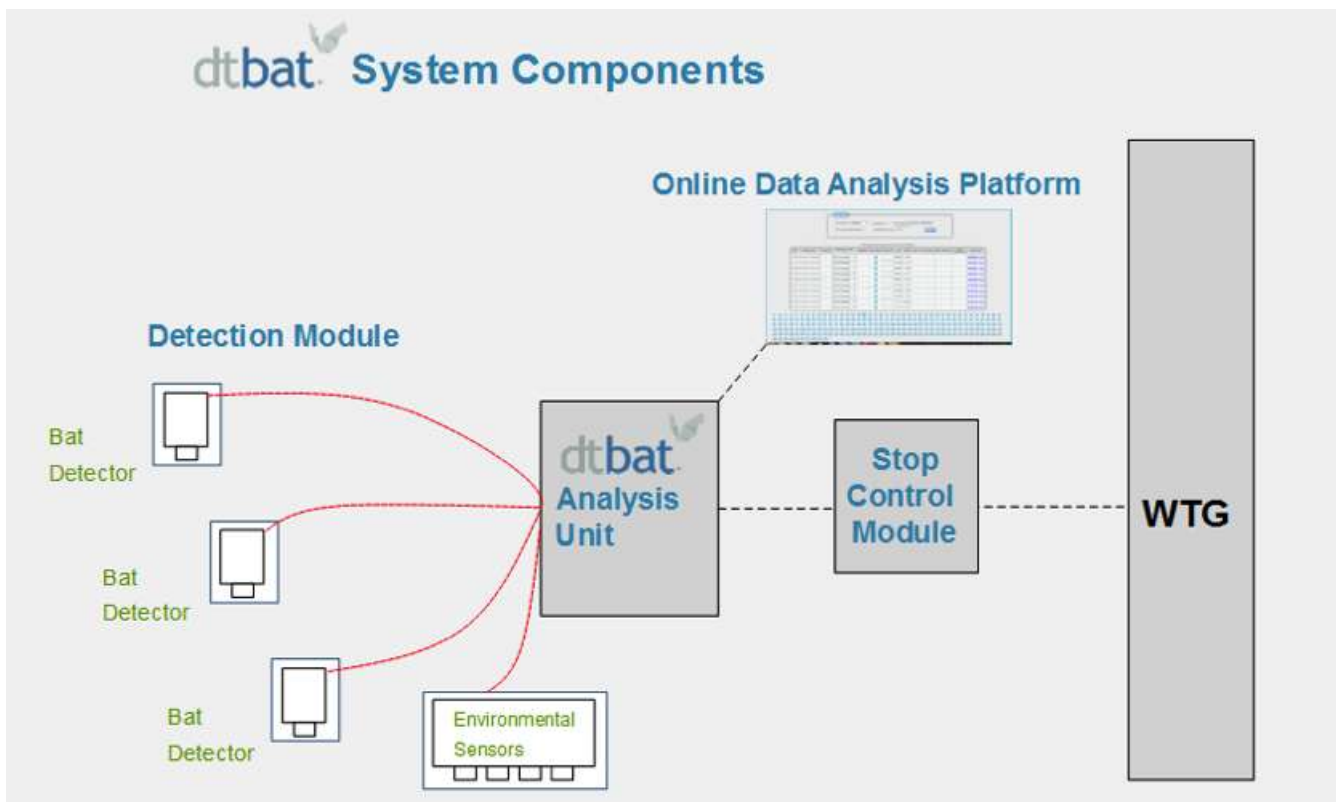 dtbat. System Components
Online Data Analysis Platform
Detection Module
Bat
Detector
dtbat.
Analysis
Unit
Stop
Control
Module
WTG
Bat
Detector
Bat
Detector
Environmental
Sensors